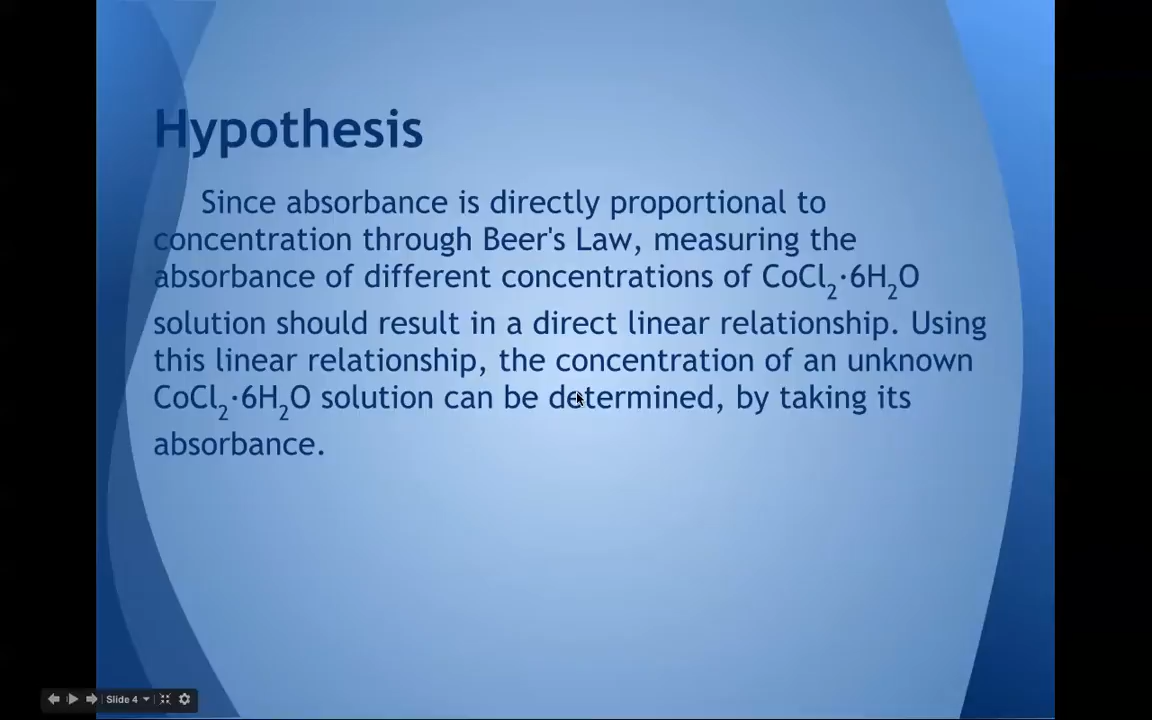 Hypothesis
Since absorbance is directly proportional to
concentration through Beer's Law, measuring the
absorbance of different concentrations of CoCl₂·6H₂O
solution should result in a direct linear relationship. Using
this linear relationship, the concentration of an unknown
CoCl₂·6H₂O solution can be determined, by taking its
absorbance.
Slide 4